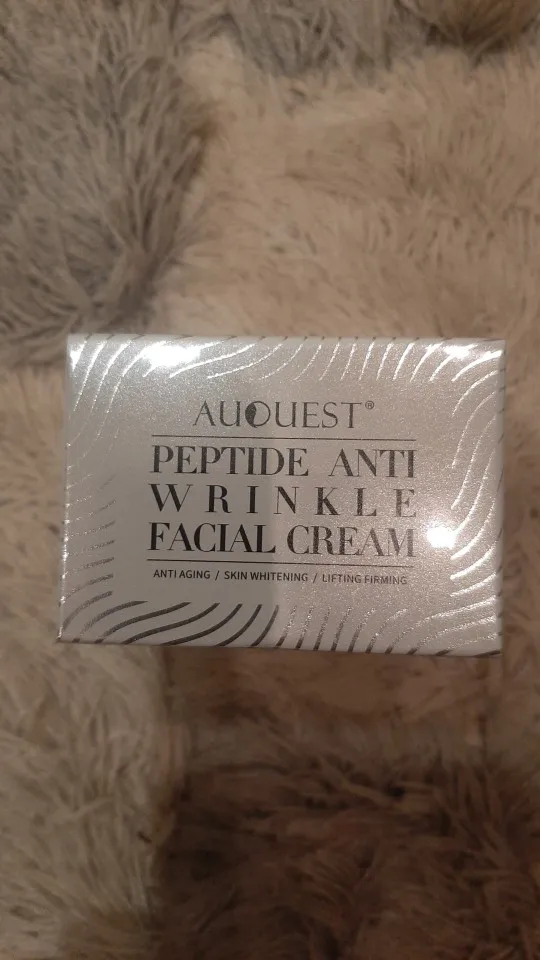 AUQUEST®
PEPTIDE ANTI
WRINKLE
FACIAL CREAM
ANTI AGING / SKIN WHITENING / LIFTING FIRMING